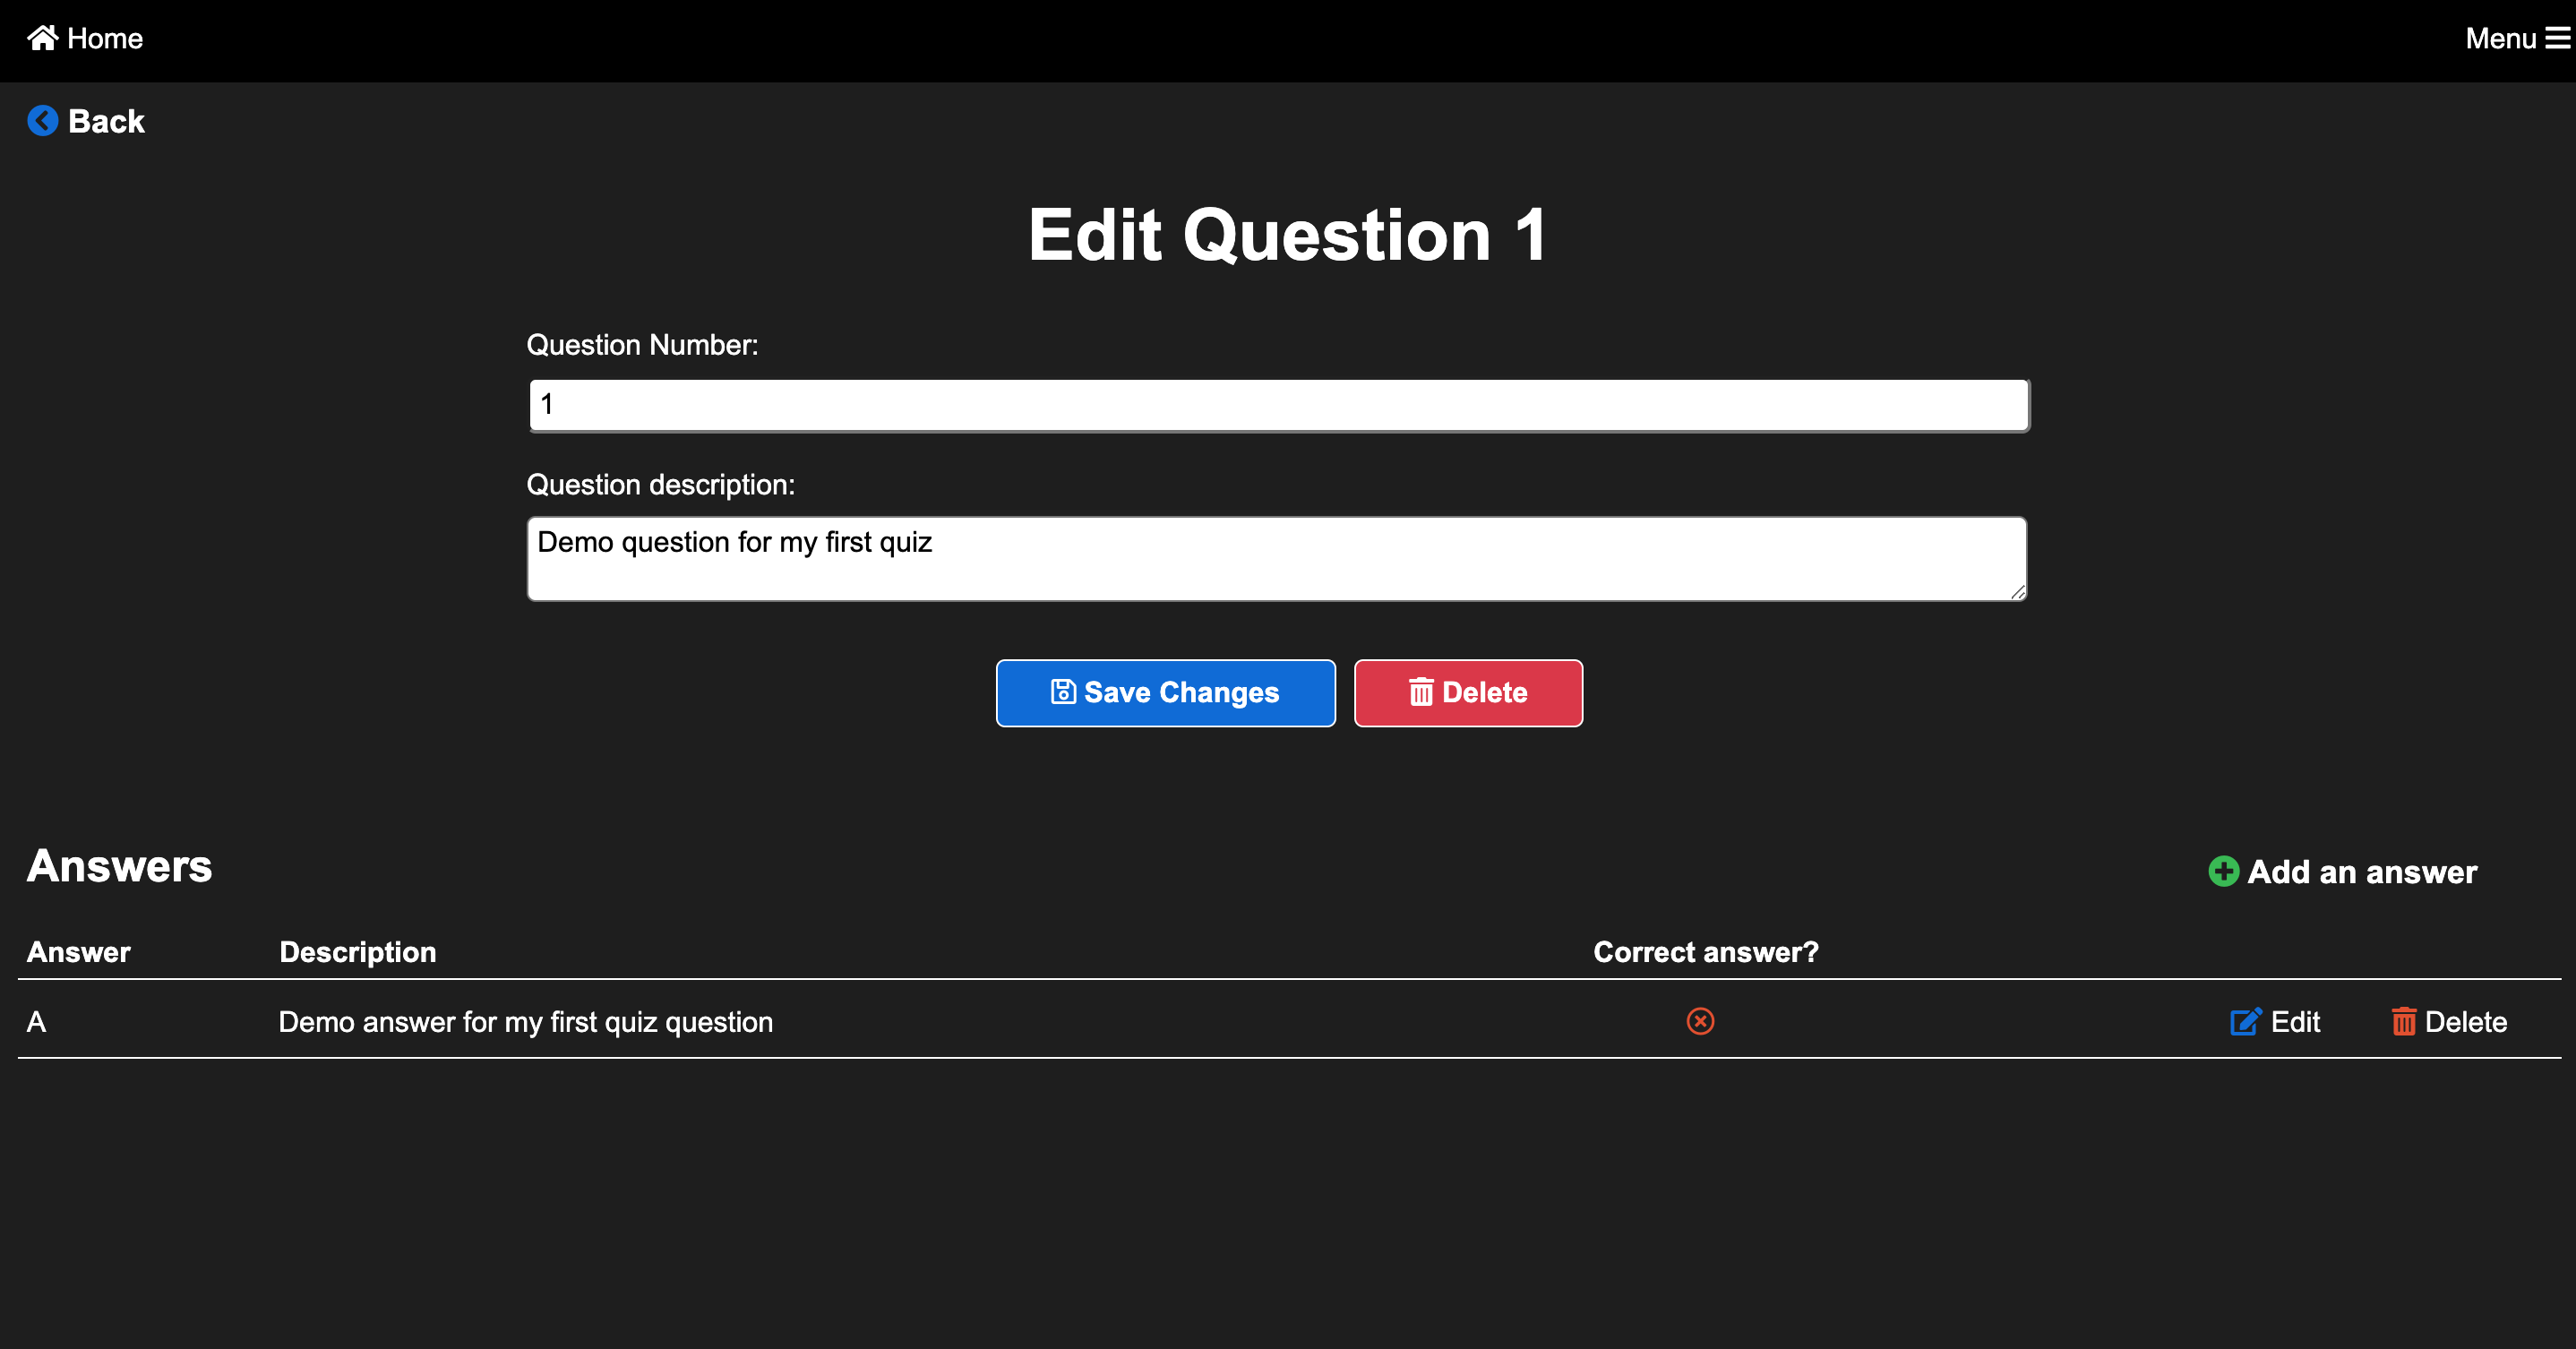 Home Menu
Back
Edit Question 1
Question Number:
1
Question description:
Demo question for my first quiz
Save Changes Delete
Answers Add an answer
Answer Description Correct answer?
A Demo answer for my first quiz question Edit Delete